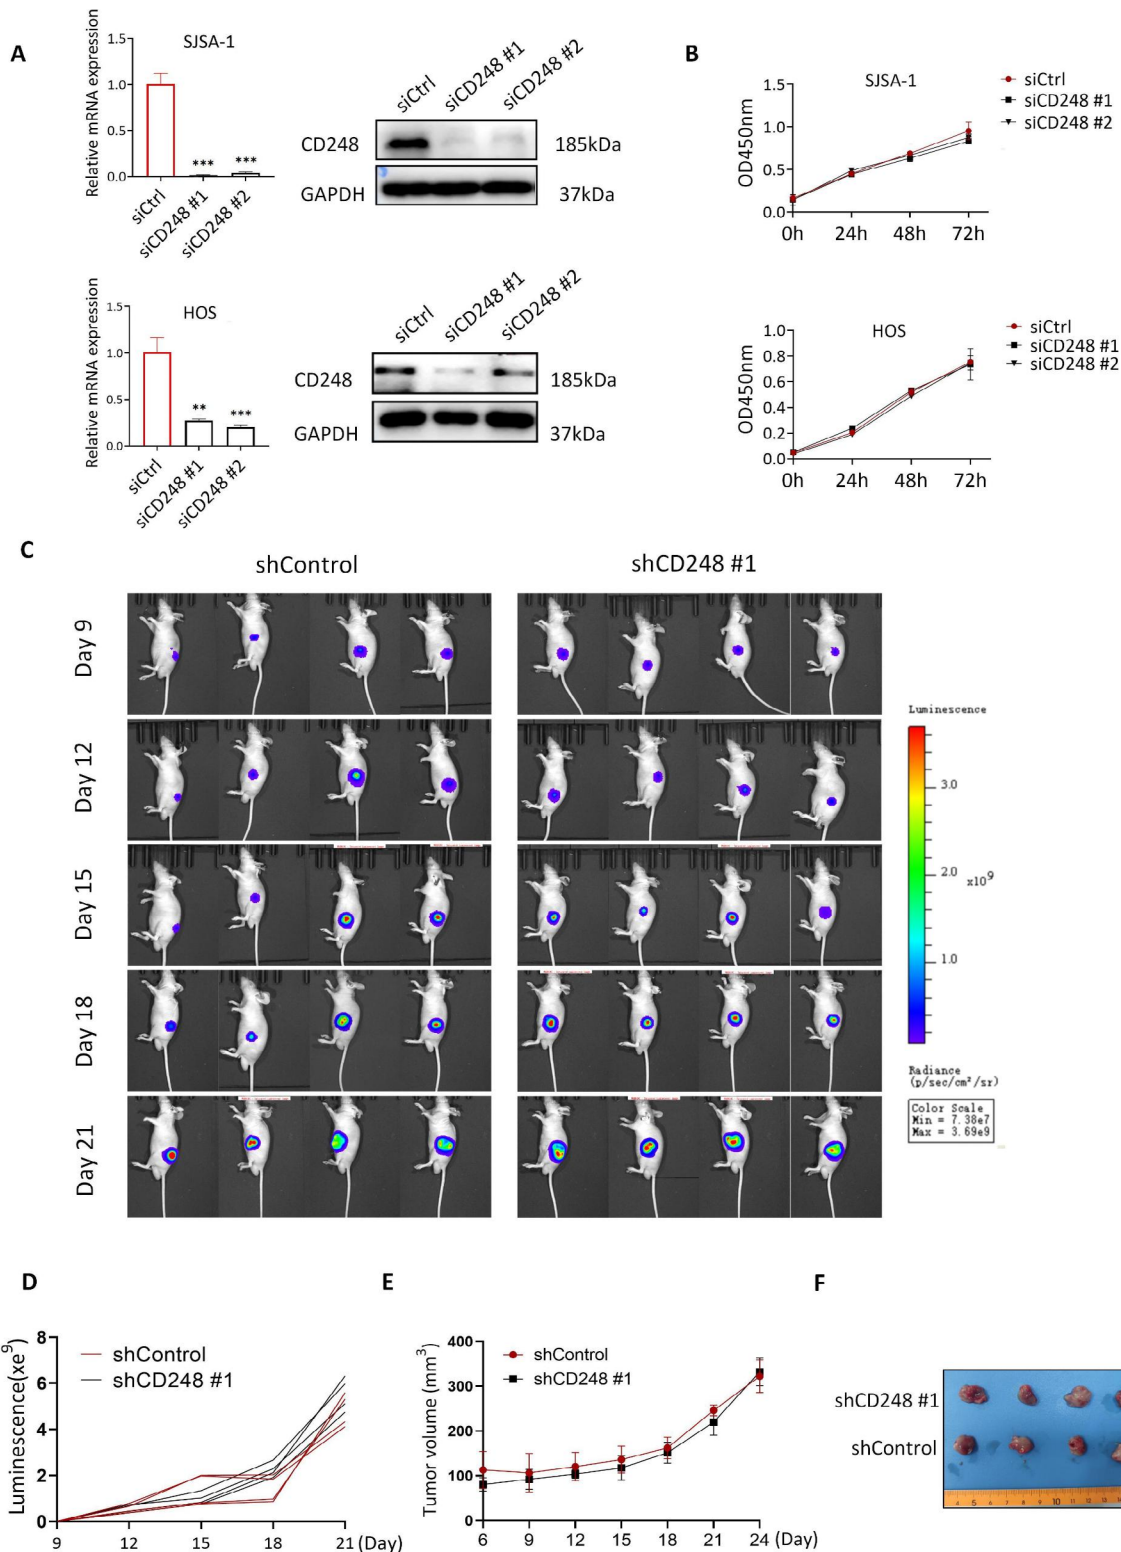 A
Relative mRNA expression
1.5
1.0
0.5
0.0
SJSA-1
***
***
siCtrl
siCD248 #1
siCD248 #2
siCtrl
siCD248 #1
siCD248 #2
CD248
185kDa
GAPDH
37kDa
B
SJSA-1
OD450nm
1.5
1.0
0.5
0.0
0h
24h
48h
72h
siCtrl
siCD248 #1
siCD248 #2
Relative mRNA expression
1.5
1.0
0.5
0.0
HOS
**
***
siCtrl
siCD248 #1
siCD248 #2
siCtrl
siCD248 #1
siCD248 #2
CD248
185kDa
GAPDH
37kDa
HOS
OD450nm
1.0
0.8
0.6
0.4
0.2
0.0
0h
24h
48h
72h
siCtrl
siCD248 #1
siCD248 #2
C
shControl
shCD248 #1
Day 9
Day 12
Day 15
Day 18
Day 21
Luminescence
3.0
2.0
x10⁹
1.0
Radiance
(p/sec/cm²/sr)
Color Scale
Min = 7.38e7
Max = 3.69e9
D
Luminescence(xe⁹)
8
6
4
2
0
shControl
shCD248 #1
9
12
15
18
21 (Day)
E
Tumor volume (mm³)
400
300
200
100
0
shControl
shCD248 #1
6
9
12
15
18
21
24 (Day)
F
shCD248 #1
shControl
5
10